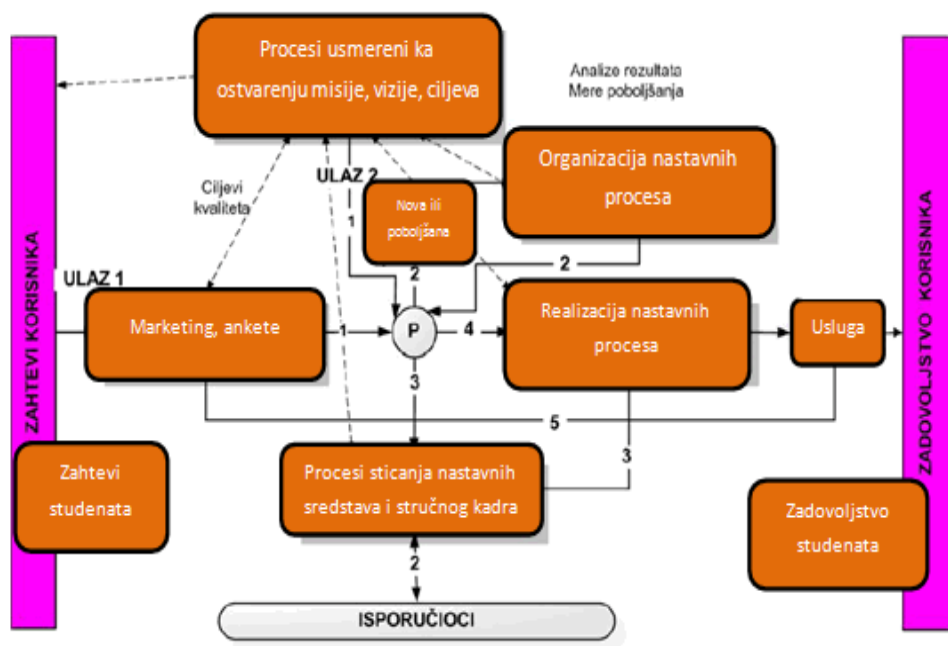 Procesi usmereni ka
ostvarenju misije, vizije, ciljeva
Analize rezultata
Mere poboljšanja
Organizacija nastavnih
procesa
ULAZ 2
Ciljevi
kvaliteta
Nova ili
poboljšana
1
2
2
ULAZ 1
Marketing, ankete
1
P
4
Realizacija nastavnih
procesa
Usluga
3
5
3
Procesi sticanja nastavnih
sredstava i stručnog kadra
Zahtevi
studenata
Zadovoljstvo
studenata
2
ISPORUČIOCI
ZAHTEVI KORISNIKA
ZADOVOLJSTVO KORISNIKA